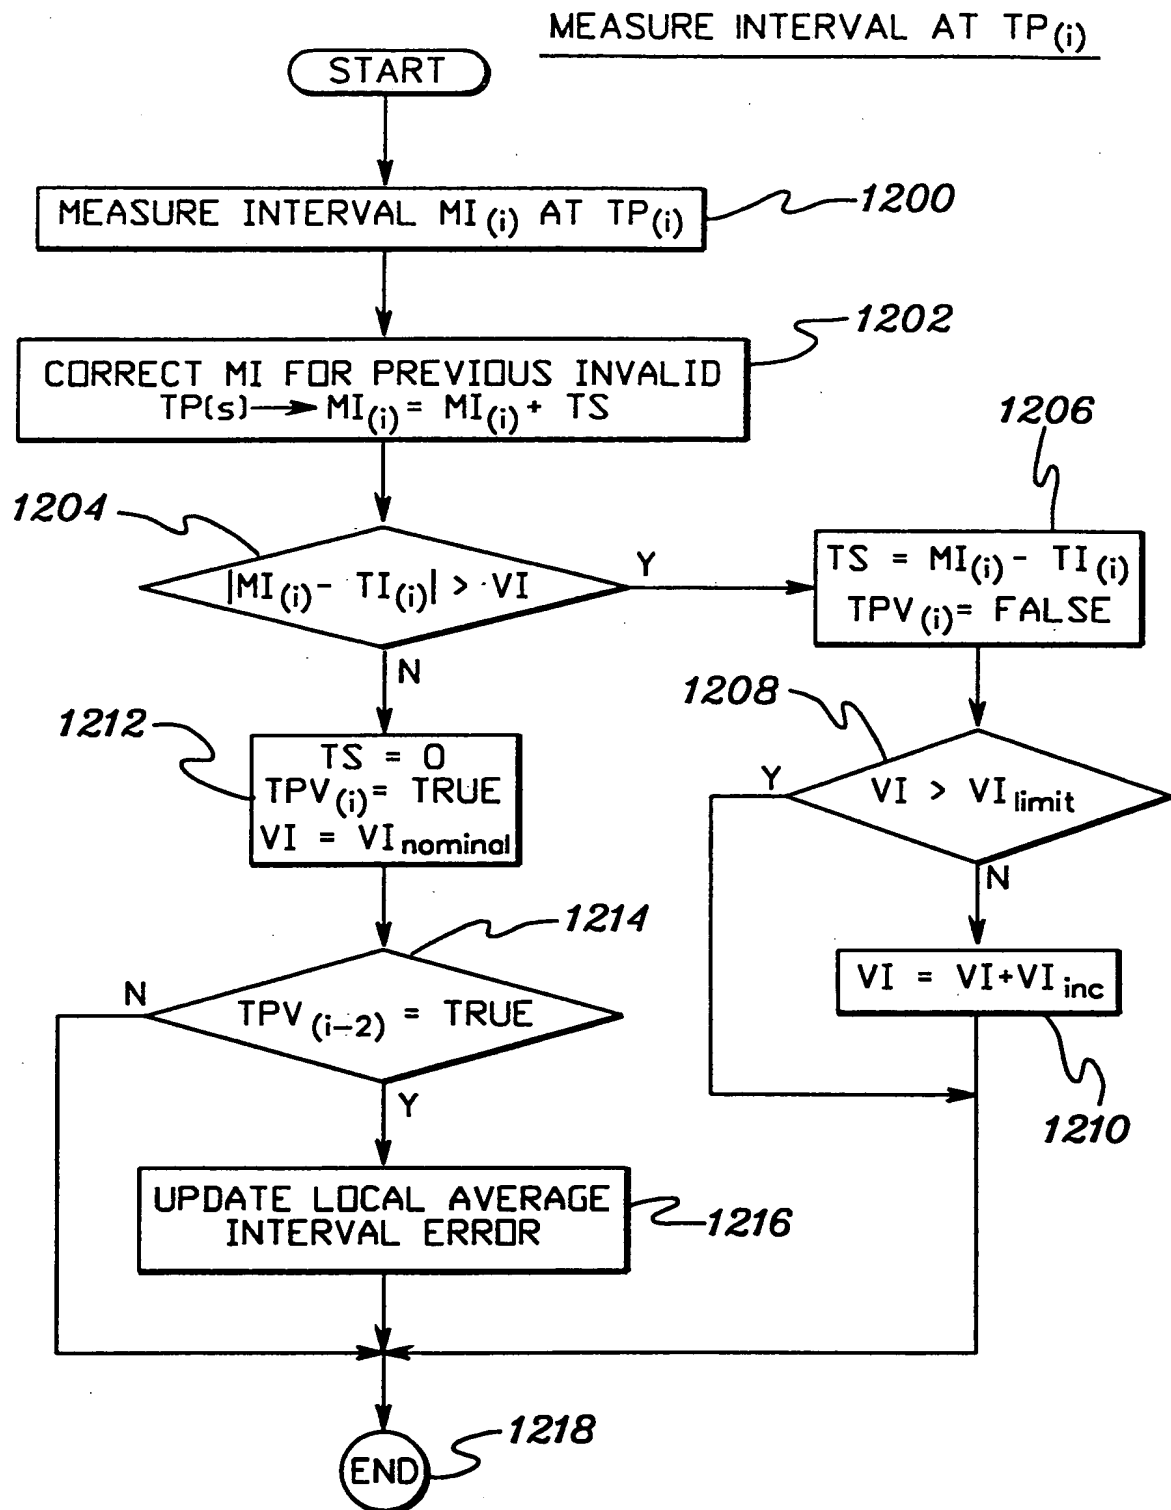 MEASURE INTERVAL AT TP(i)
START
MEASURE INTERVAL MI(i) AT TP(i)
1200
1202
CORRECT MI FOR PREVIOUS INVALID
TP(s)→ MI(i) = MI(i) + TS
1204
|MI(i) - TI(i)| > VI
Y
N
1206
TS = MI(i) - TI(i)
TPV(i) = FALSE
1208
VI > VIlimit
Y
N
VI = VI+VIinc
1210
1212
TS = 0
TPV(i) = TRUE
VI = VInominal
1214
TPV(i-2) = TRUE
N
Y
UPDATE LOCAL AVERAGE
INTERVAL ERROR
1216
END
1218